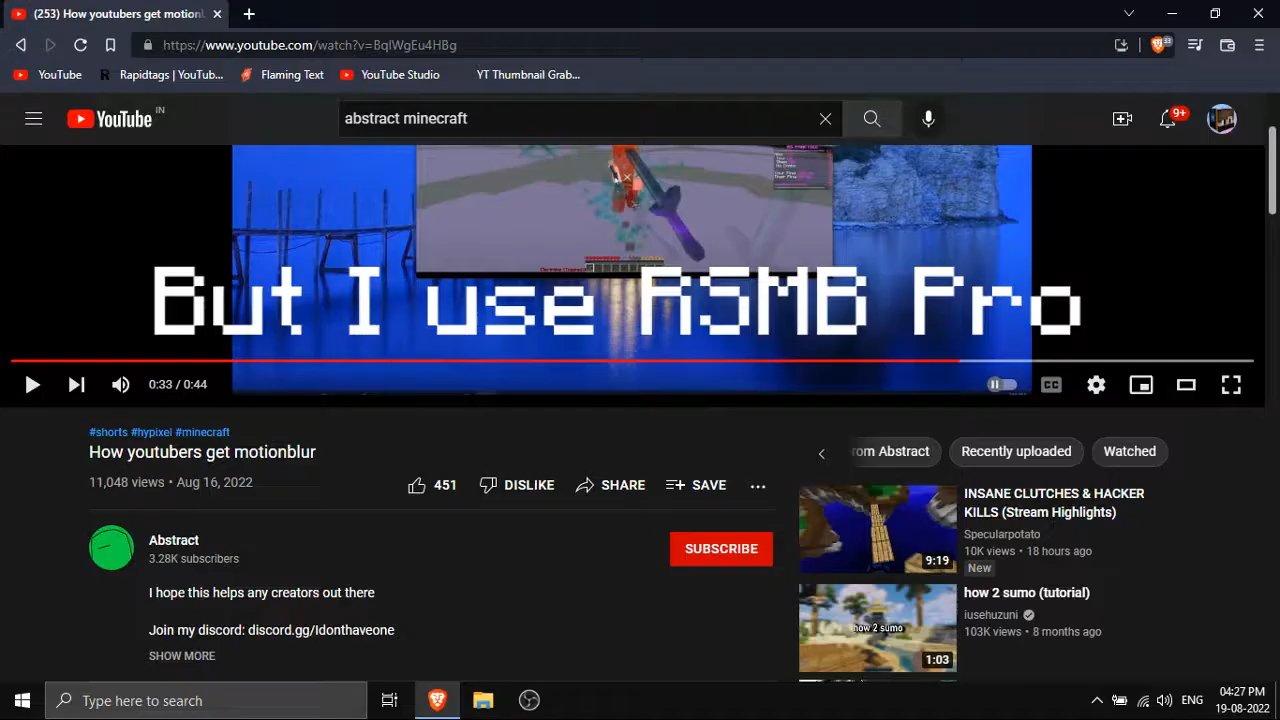 (253) How youtubers get motionbl
https://www.youtube.com/watch?v=BqlWgEu4HBg
33
YouTube
Rapidtags | YouTub...
Flaming Text
YouTube Studio
YT Thumbnail Grab...
YouTube IN
abstract minecraft
9+
But I use RSMB Pro
0:33 / 0:44
CC
#shorts #hypixel #minecraft
How youtubers get motionblur
11,048 views • Aug 16, 2022
451
DISLIKE
SHARE
SAVE
rom Abstract
Recently uploaded
Watched
Abstract
3.28K subscribers
SUBSCRIBE
I hope this helps any creators out there
Join my discord: discord.gg/Idonthaveone
SHOW MORE
9:19
INSANE CLUTCHES & HACKER
KILLS (Stream Highlights)
Specularpotato
10K views • 18 hours ago
New
how 2 sumo
1:03
how 2 sumo (tutorial)
iusehuzuni
103K views • 8 months ago
Type here to search
ENG
04:27 PM
19-08-2022